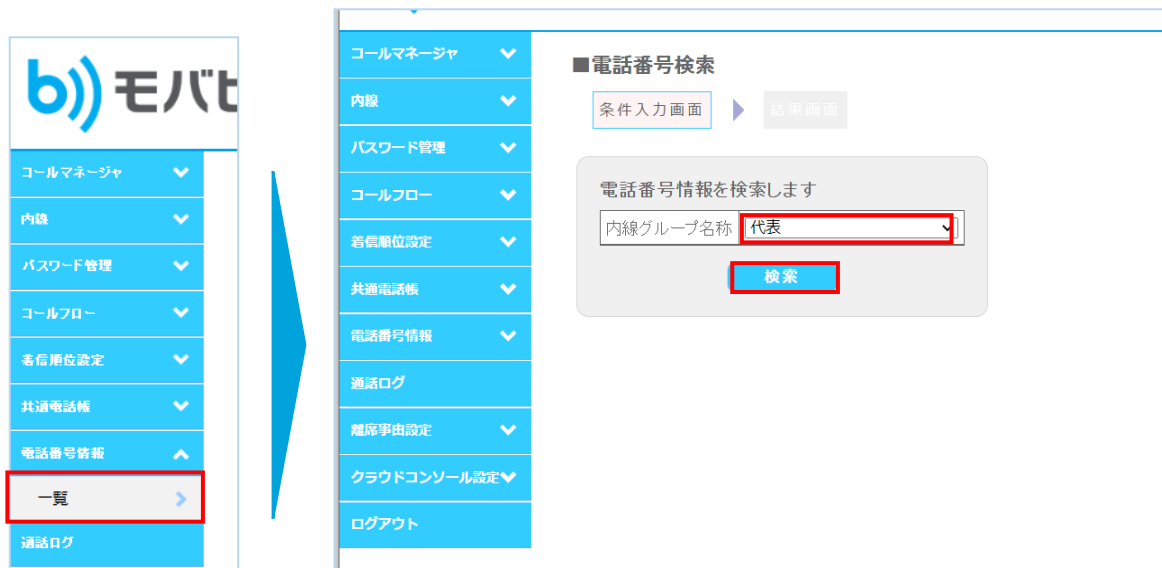 b)))モバビ
コールマネージャ
内線
パスワード管理
コールフロー
着信順位設定
共通電話帳
電話番号情報
一覧
通話ログ
コールマネージャ
内線
パスワード管理
コールフロー
着信順位設定
共通電話帳
電話番号情報
通話ログ
離席事由設定
クラウドコンソール設定
ログアウト
■電話番号検索
条件入力画面
結果画面
電話番号情報を検索します
内線グループ名称 代表
検索